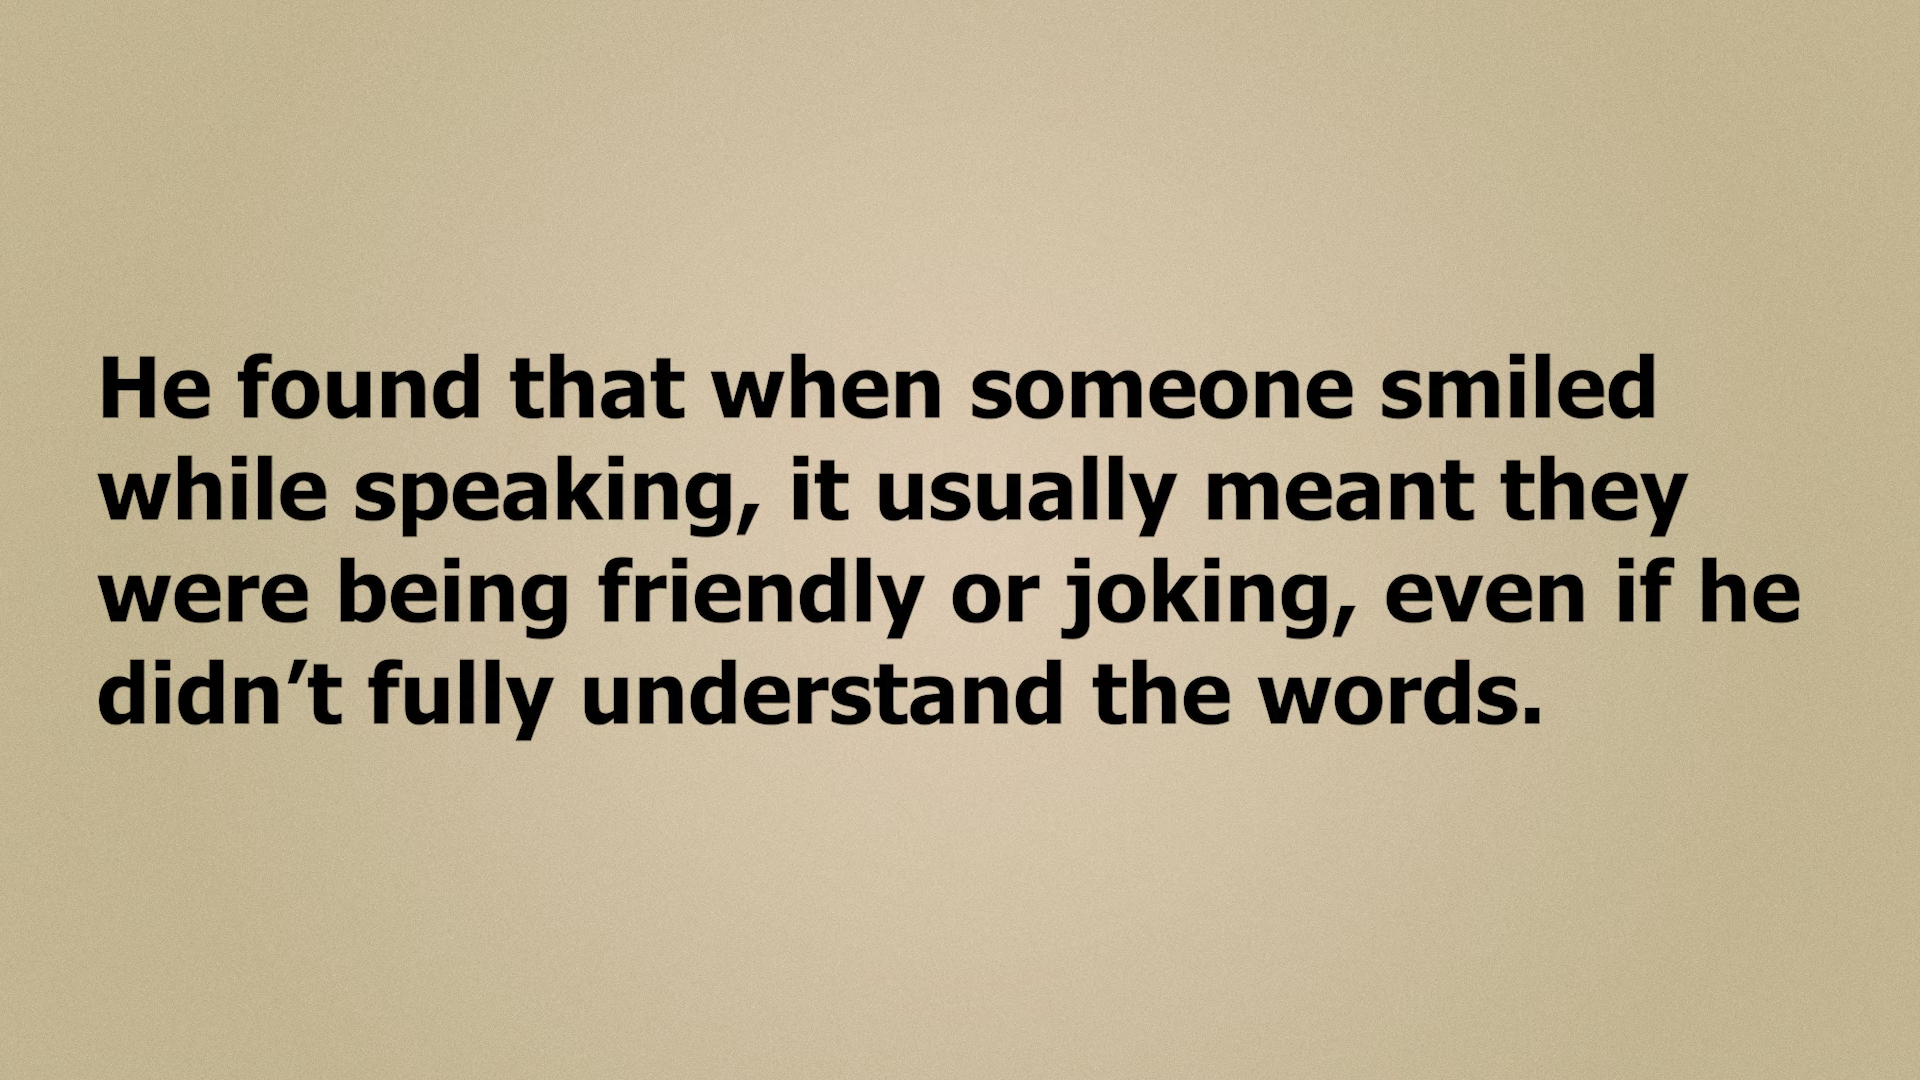 He found that when someone smiled
while speaking, it usually meant they
were being friendly or joking, even if he
didn’t fully understand the words.